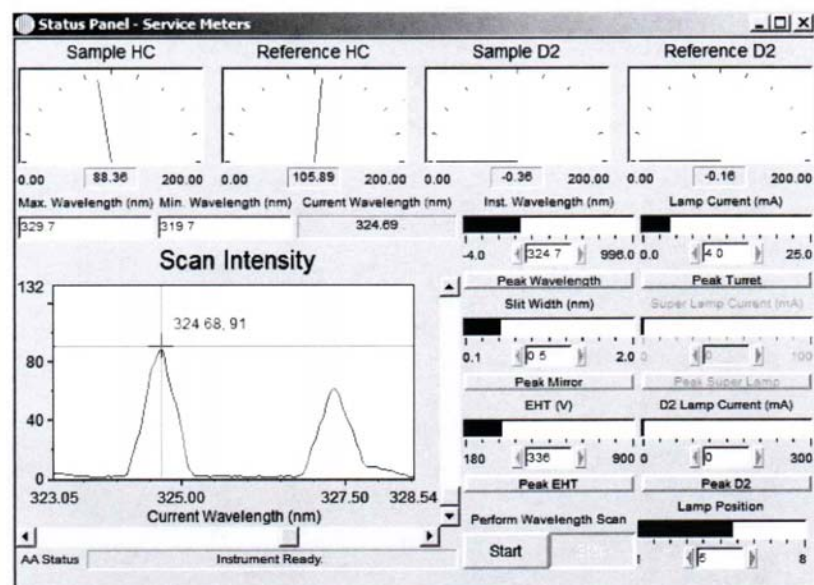 Status Panel - Service Meters
Sample HC
Reference HC
Sample D2
Reference D2
0.00 88.36 200.00
0.00 105.89 200.00
0.00 -0.36 200.00
0.00 -0.16 200.00
Max. Wavelength (nm)
Min. Wavelength (nm)
Current Wavelength (nm)
Inst. Wavelength (nm)
Lamp Current (mA)
329 7
319 7
324.69
-4.0 324 7 996.0
0.0 4 0 25.0
Scan Intensity
Peak Wavelength
Peak Turret
Slit Width (nm)
Super Lamp Current (mA)
132
324 68, 91
0.1 0 5 2.0
0 0 100
80
Peak Mirror
Peak Super Lamp
EHT (V)
D2 Lamp Current (mA)
40
180 336 900
0 0 300
0
Peak EHT
Peak D2
323.05 325.00 327.50 328.54
Current Wavelength (nm)
Perform Wavelength Scan
Lamp Position
Start
AA Status
Instrument Ready.
5 8